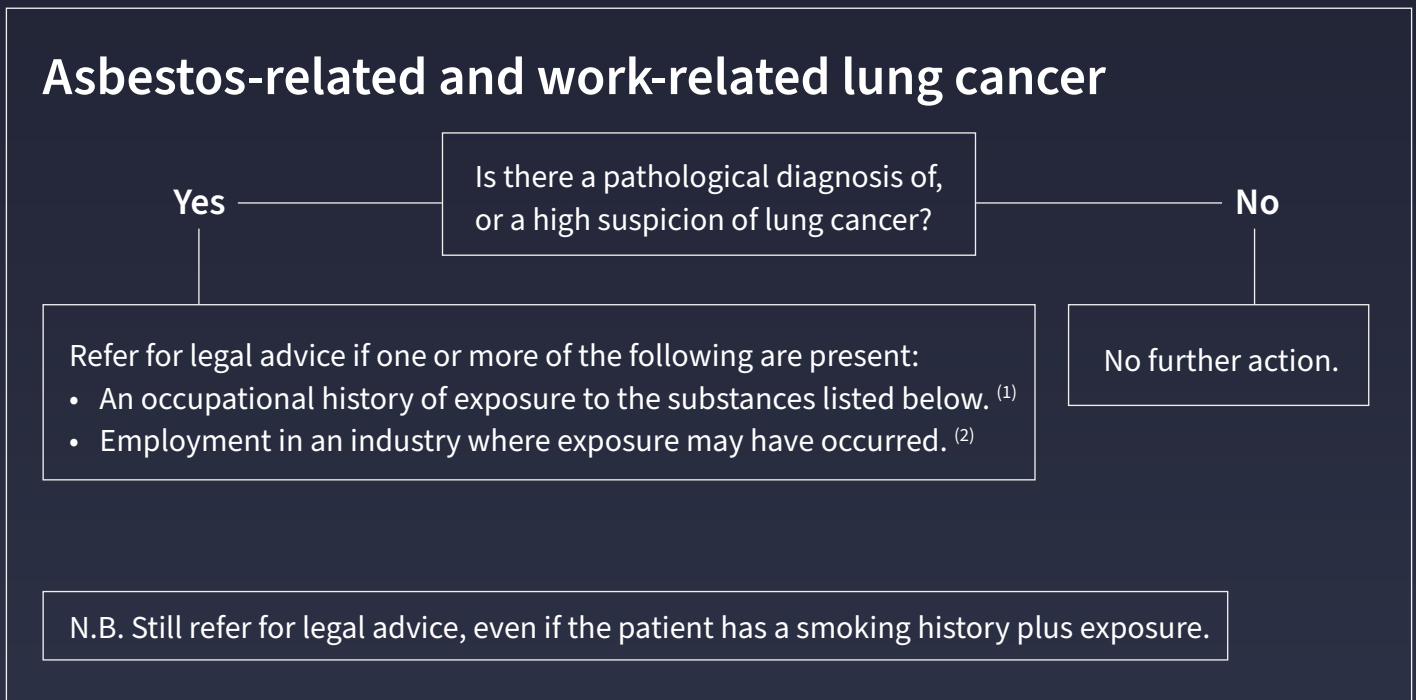 Asbestos-related and work-related lung cancer
Is there a pathological diagnosis of,
or a high suspicion of lung cancer?
Yes
No
Refer for legal advice if one or more of the following are present:
• An occupational history of exposure to the substances listed below. (1)
• Employment in an industry where exposure may have occurred. (2)
No further action.
N.B. Still refer for legal advice, even if the patient has a smoking history plus exposure.